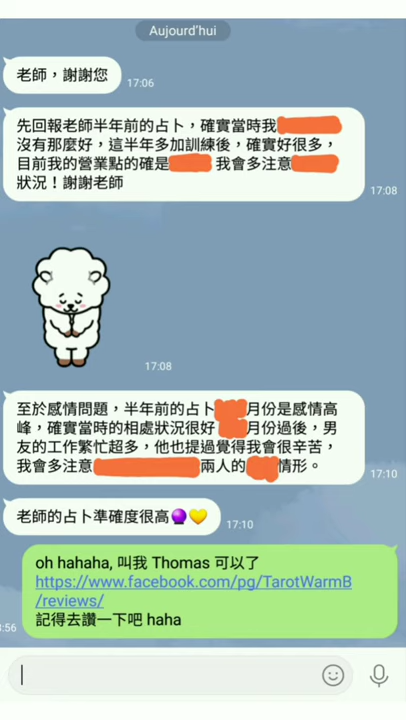 Aujourd'hui
老師，謝謝您
17:06
先回報老師半年前的占卜，確實當時我
沒有那麼好，這半年多加訓練後，確實好很多，
目前我的營業點的確是 我會多注意
狀況！謝謝老師
17:08
17:08
至於感情問題，半年前的占卜 月份是感情高
峰，確實當時的相處狀況很好 月份過後，男
友的工作繁忙超多，他也提過覺得我會很辛苦，
我會多注意 兩人的 情形。
17:10
老師的占卜準確度很高🔮💛
17:10
oh hahaha, 叫我 Thomas 可以了
https://www.facebook.com/pg/TarotWarmB
/reviews/
記得去讚一下吧 haha
:56